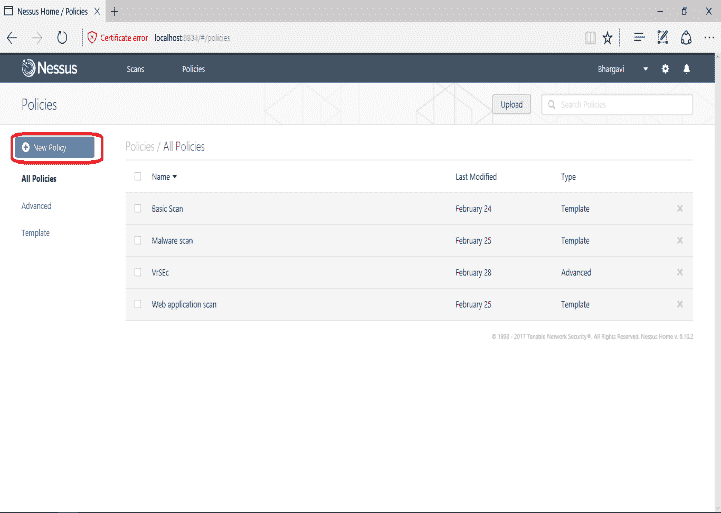 Nessus Home / Policies
Certificate error localhost:8834/#/policies
Nessus Scans Policies Bhargavi
Policies Upload Search Policies
New Policy
Policies / All Policies
All Policies
Name Last Modified Type
Advanced
Basic Scan February 24 Template X
Template
Malware scan February 25 Template X
VrSEc February 28 Advanced X
Web application scan February 25 Template X
© 1998 - 2017 Tenable Network Security®. All Rights Reserved. Nessus Home v. 6.10.2